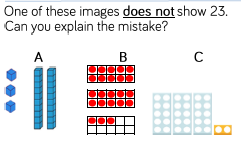 One of these images does not show 23.
Can you explain the mistake?
A B C